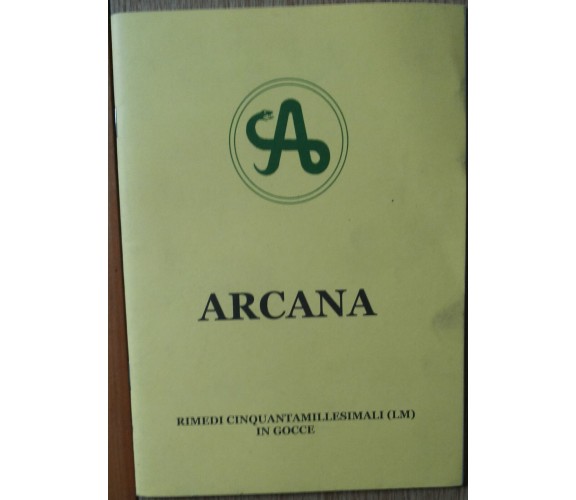 A
ARCANA
RIMEDI CINQUANTAMILLESIMALI (LM)
IN GOCCE